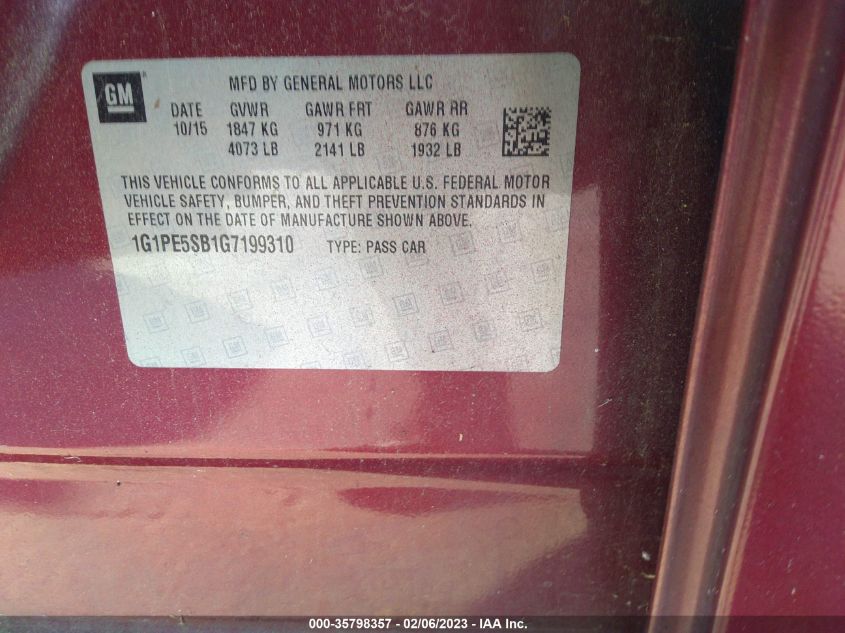 GM ®
MFD BY GENERAL MOTORS LLC
DATE GVWR GAWR FRT GAWR RR
10/15 1847 KG 971 KG 876 KG
4073 LB 2141 LB 1932 LB
THIS VEHICLE CONFORMS TO ALL APPLICABLE U.S. FEDERAL MOTOR
VEHICLE SAFETY, BUMPER, AND THEFT PREVENTION STANDARDS IN
EFFECT ON THE DATE OF MANUFACTURE SHOWN ABOVE.
1G1PE5SB1G7199310 TYPE: PASS CAR
000-35798357 - 02/06/2023 - IAA Inc.